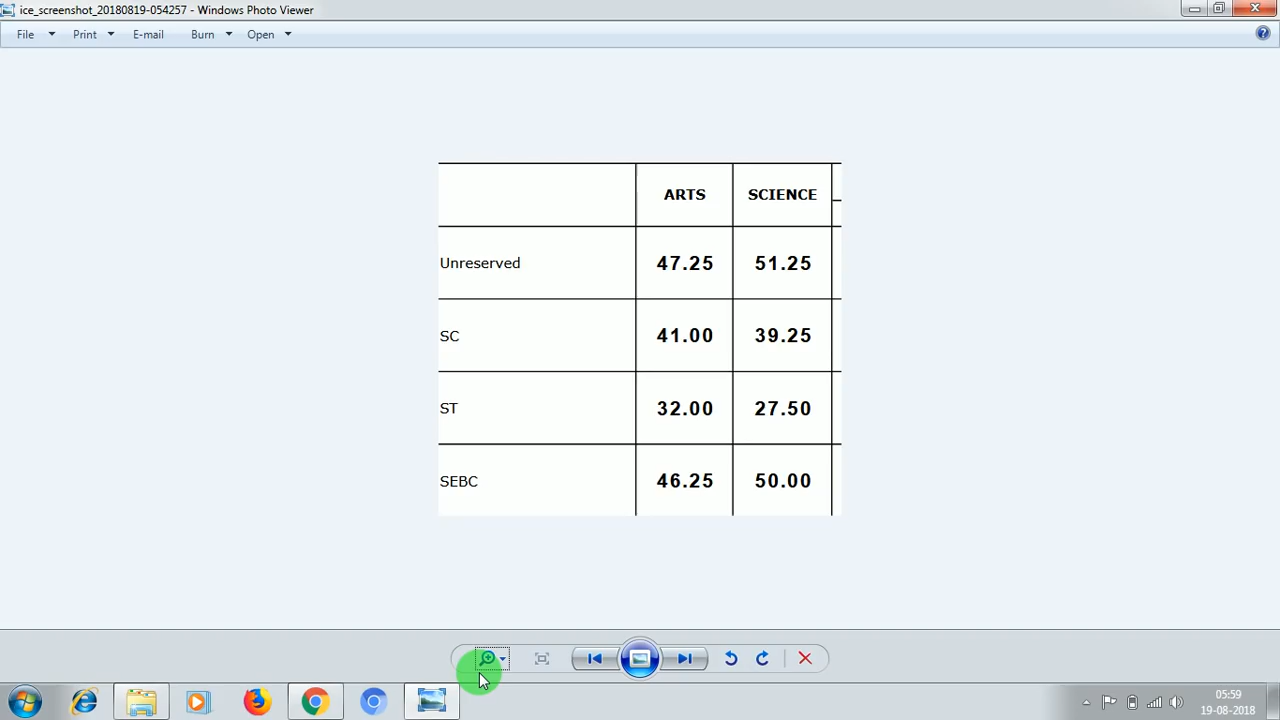 ice_screenshot_20180819-054257 - Windows Photo Viewer
File Print E-mail Burn Open
ARTS SCIENCE
Unreserved 47.25 51.25
SC 41.00 39.25
ST 32.00 27.50
SEBC 46.25 50.00
05:59
19-08-2018